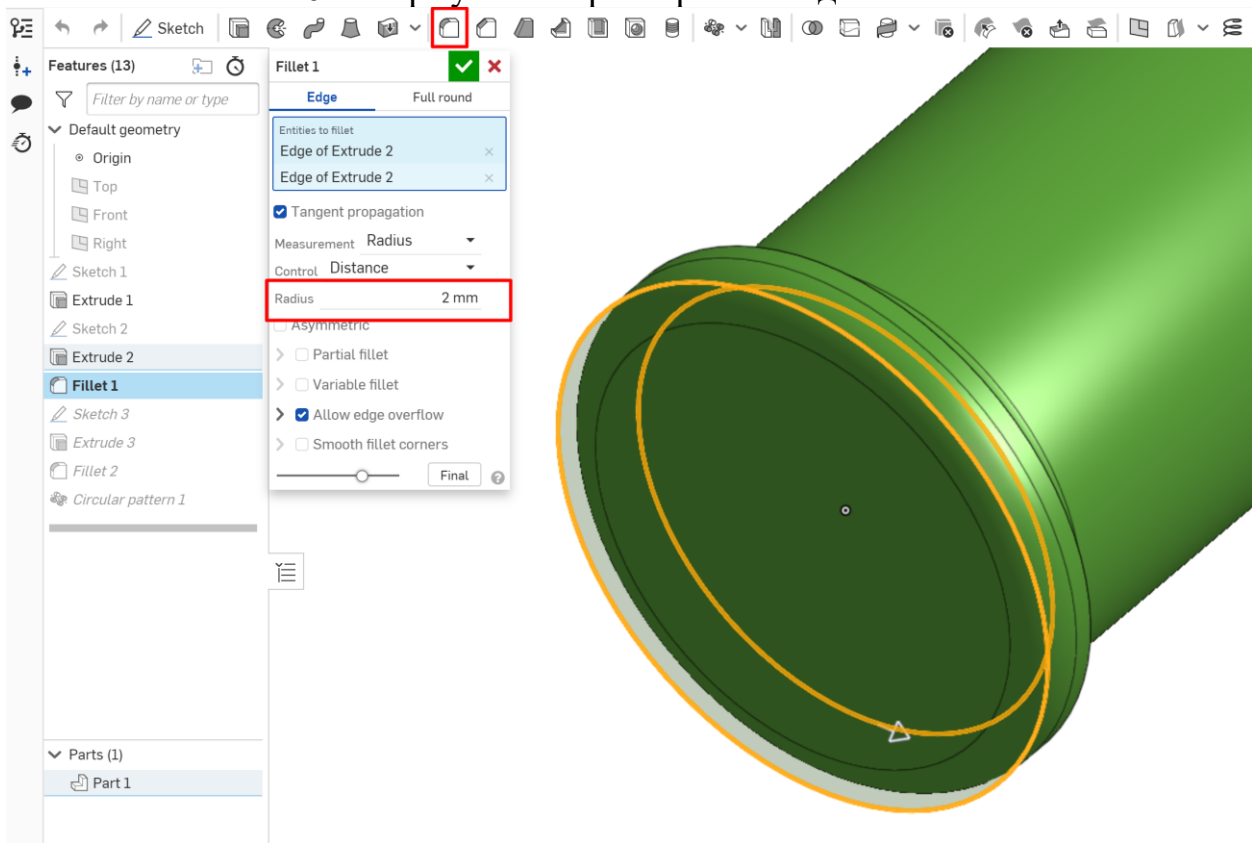 Sketch
Features (13)
Filter by name or type
Default geometry
Origin
Top
Front
Right
Sketch 1
Extrude 1
Sketch 2
Extrude 2
Fillet 1
Sketch 3
Extrude 3
Fillet 2
Circular pattern 1
Parts (1)
Part 1
Fillet 1
Edge Full round
Entities to fillet
Edge of Extrude 2
Edge of Extrude 2
Tangent propagation
Measurement Radius
Control Distance
Radius 2 mm
Asymmetric
Partial fillet
Variable fillet
Allow edge overflow
Smooth fillet corners
Final